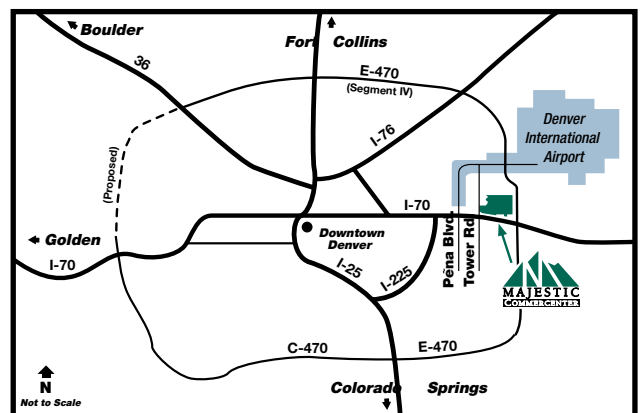 Boulder
Fort Collins
36
E-470
(Segment IV)
I-76
Denver
International
Airport
(Proposed)
I-70
Golden
I-70
Downtown
Denver
Péna Blvd.
Tower Rd.
I-25
I-225
MAJESTIC
COMMERCENTER
C-470
E-470
N
Not to Scale
Colorado Springs